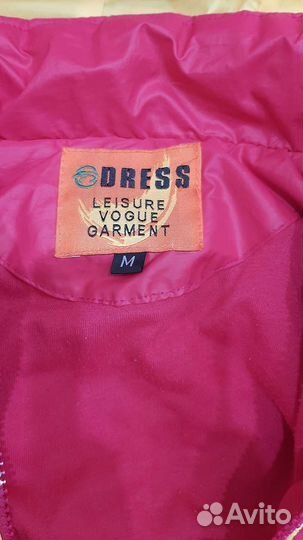 DRESS
LEISURE
VOGUE
GARMENT
M
Avito